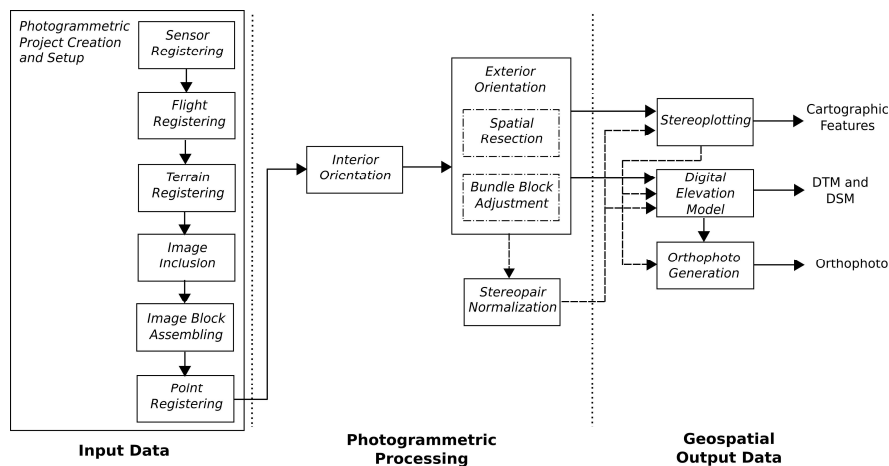 Photogrammetric
Project Creation
and Setup
Sensor
Registering
Flight
Registering
Terrain
Registering
Image
Inclusion
Image Block
Assembling
Point
Registering
Input Data
Interior
Orientation
Exterior
Orientation
Spatial
Resection
Bundle Block
Adjustment
Stereopair
Normalization
Photogrammetric
Processing
Stereoplotting
Digital
Elevation
Model
Orthophoto
Generation
Cartographic
Features
DTM and
DSM
Orthophoto
Geospatial
Output Data